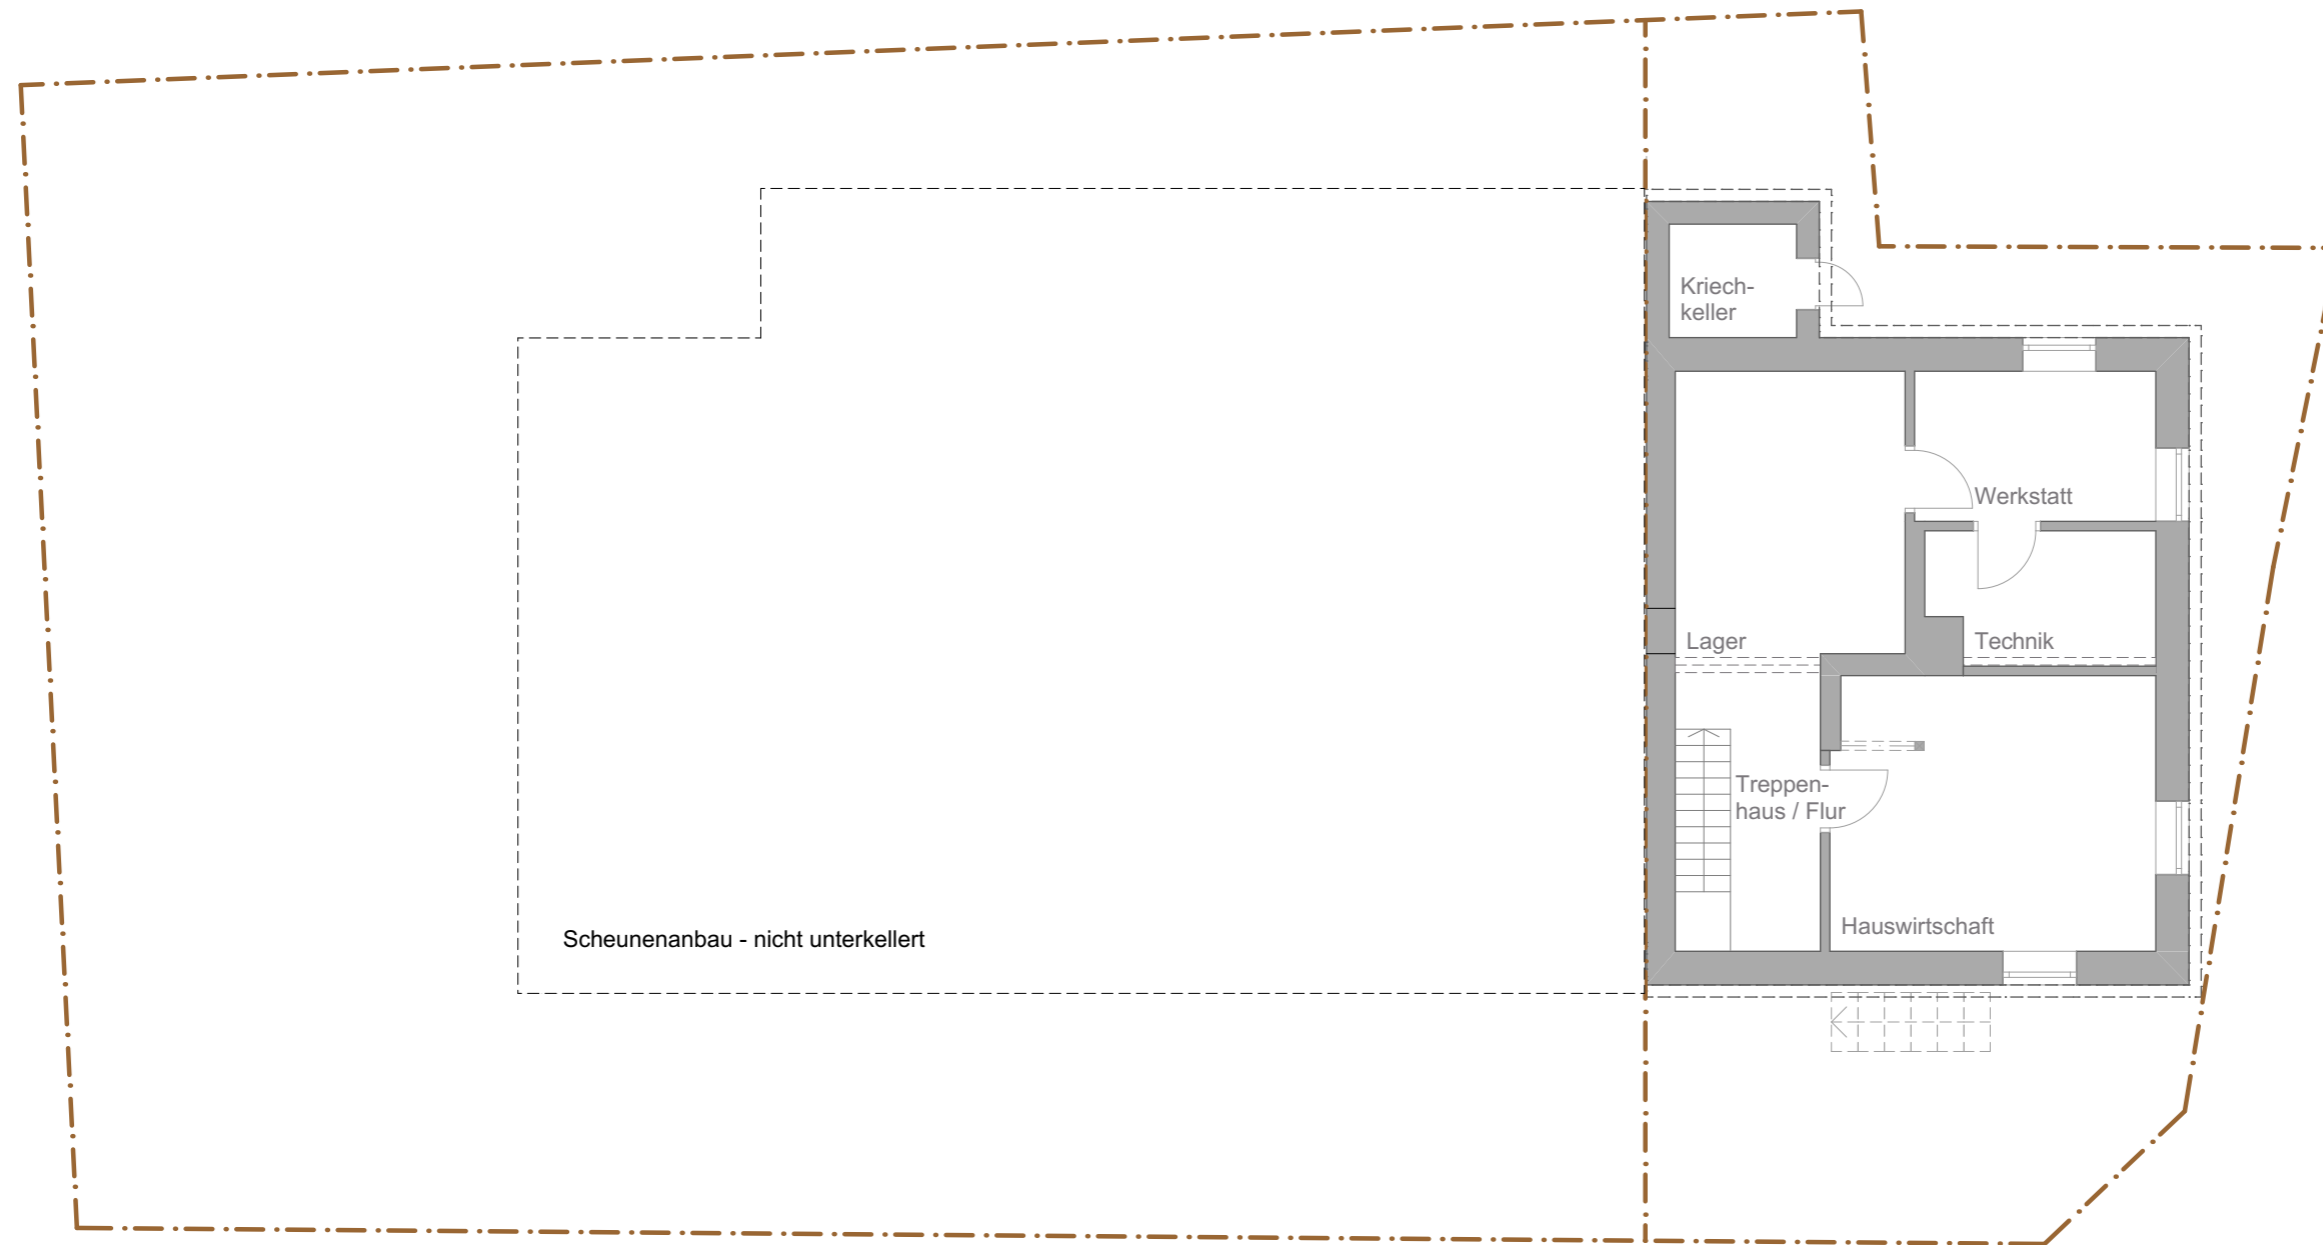 Kriech-
keller
Werkstatt
Lager
Technik
Treppen-
haus / Flur
Hauswirtschaft
Scheunenanbau - nicht unterkellert